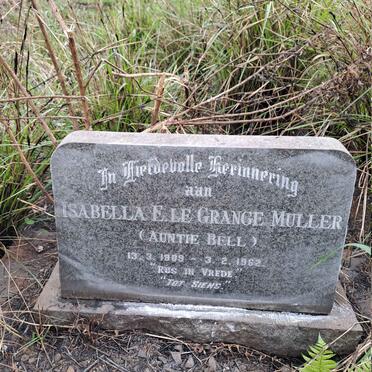 In Liefdevolle Herinnering
aan
ISABELLA E. LE GRANGE MULLER
( AUNTIE BELL )
13. 3. 1909 - 3. 2. 1962
"RUS IN VREDE"
"TOT SIENS"